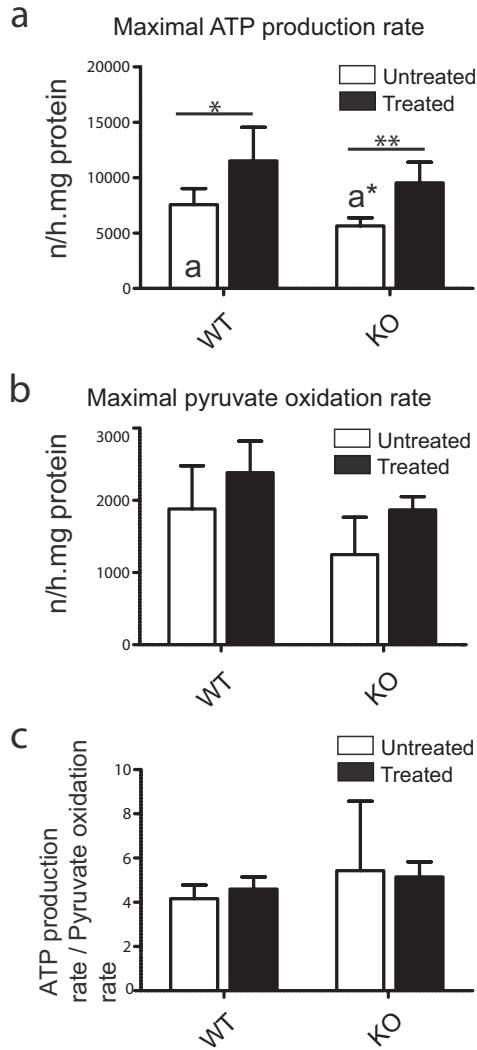 a
Maximal ATP production rate
n/h.mg protein
20000
15000
10000
5000
0
Untreated
Treated
*
**
a
a*
WT
KO
b
Maximal pyruvate oxidation rate
n/h.mg protein
3000
2000
1000
0
Untreated
Treated
WT
KO
c
ATP production
rate / Pyruvate oxidation
rate
10
8
6
4
2
0
Untreated
Treated
WT
KO